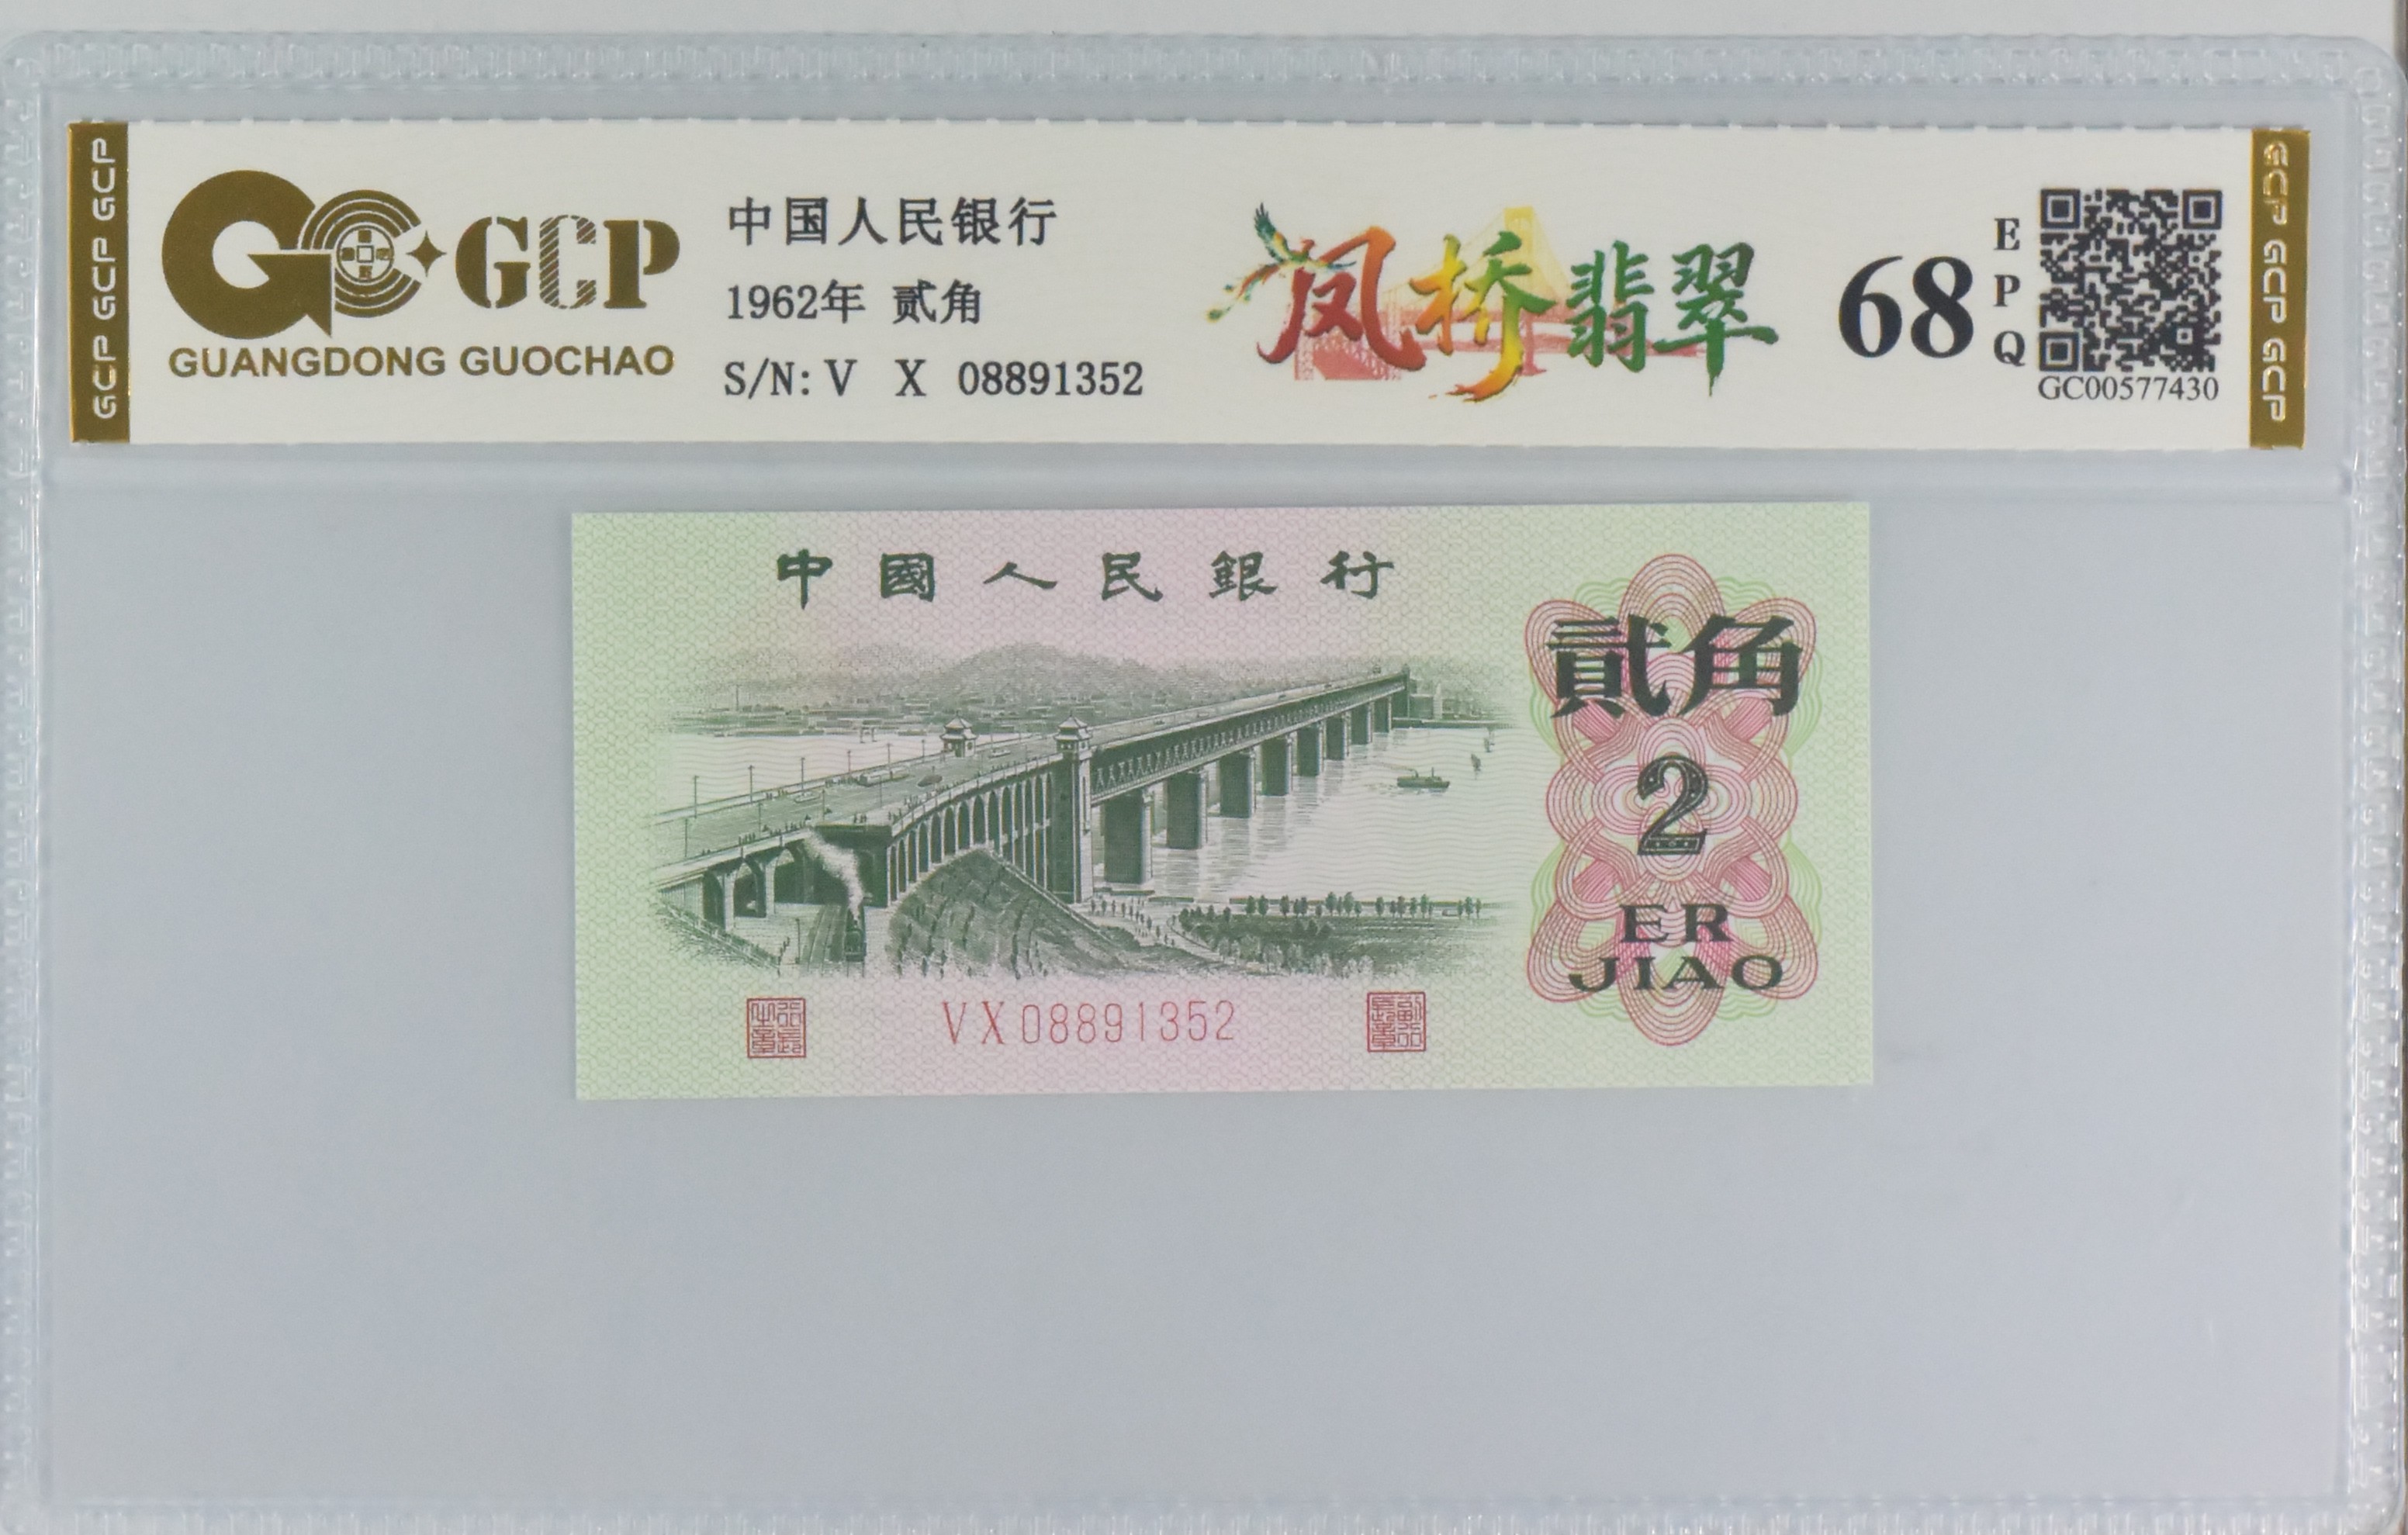 GCP GCP GCP
GCP
GUANGDONG GUOCHAO
中国人民银行
1962年 贰角
S/N: V X 08891352
凤桥翡翠
68
EPQ
GC00577430
GCP GCP GCP
中國人民銀行
貳角
2
ER
JIAO
VX08891352